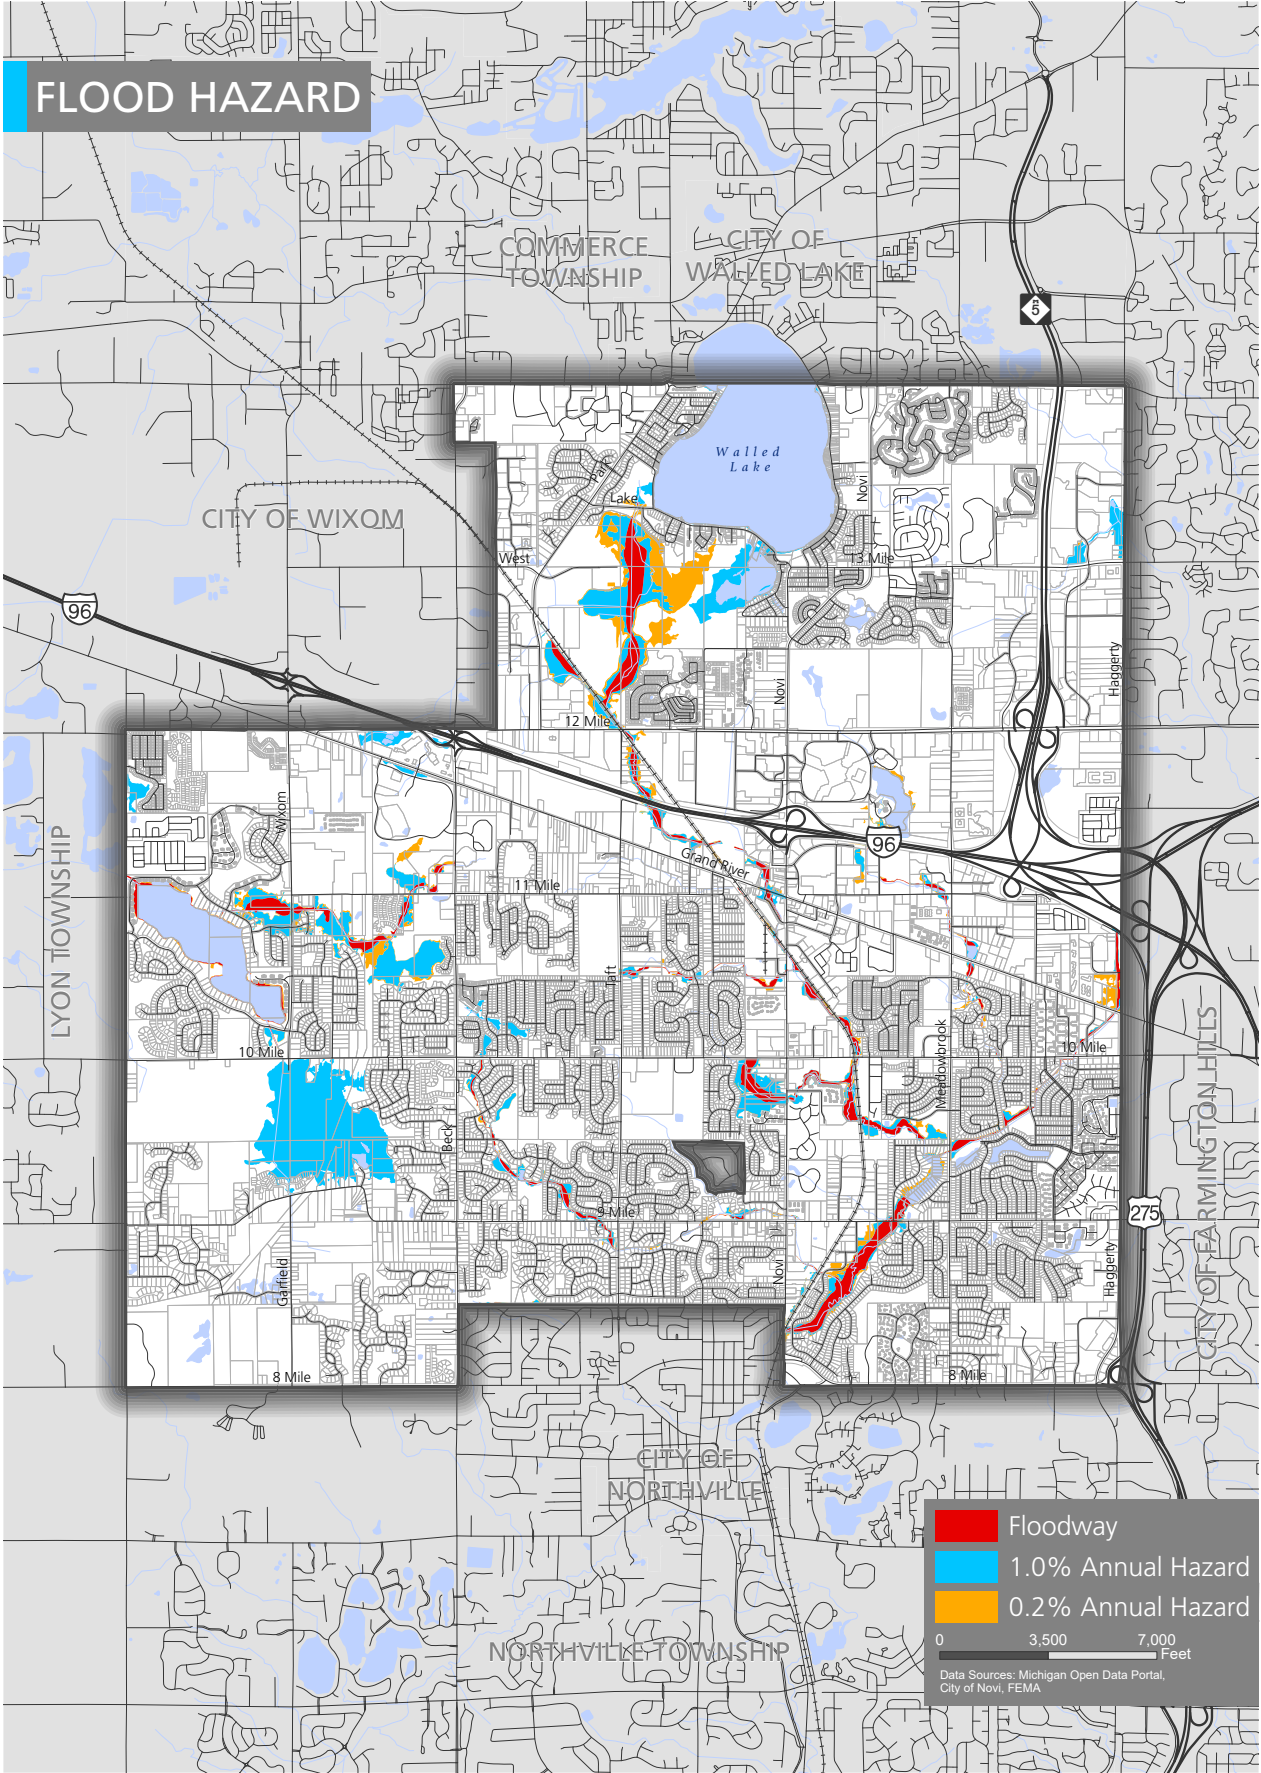 FLOOD HAZARD
COMMERCE
TOWNSHIP
CITY OF
WALLED LAKE
5
Walled
Lake
Park
Novi
Lake
CITY OF WIXOM
West
13 Mile
96
Haggerty
Novi
12 Mile
Wixom
LYON TOWNSHIP
96
Grand River
11 Mile
Taft
10 Mile
Meadowbrook
10 Mile
Beck
CITY OF FARMINGTON HILLS
9 Mile
275
Novi
Haggerty
Garfield
8 Mile
8 Mile
CITY OF
NORTHVILLE
NORTHVILLE TOWNSHIP
Floodway
1.0% Annual Hazard
0.2% Annual Hazard
0 3,500 7,000
Feet
Data Sources: Michigan Open Data Portal,
City of Novi, FEMA